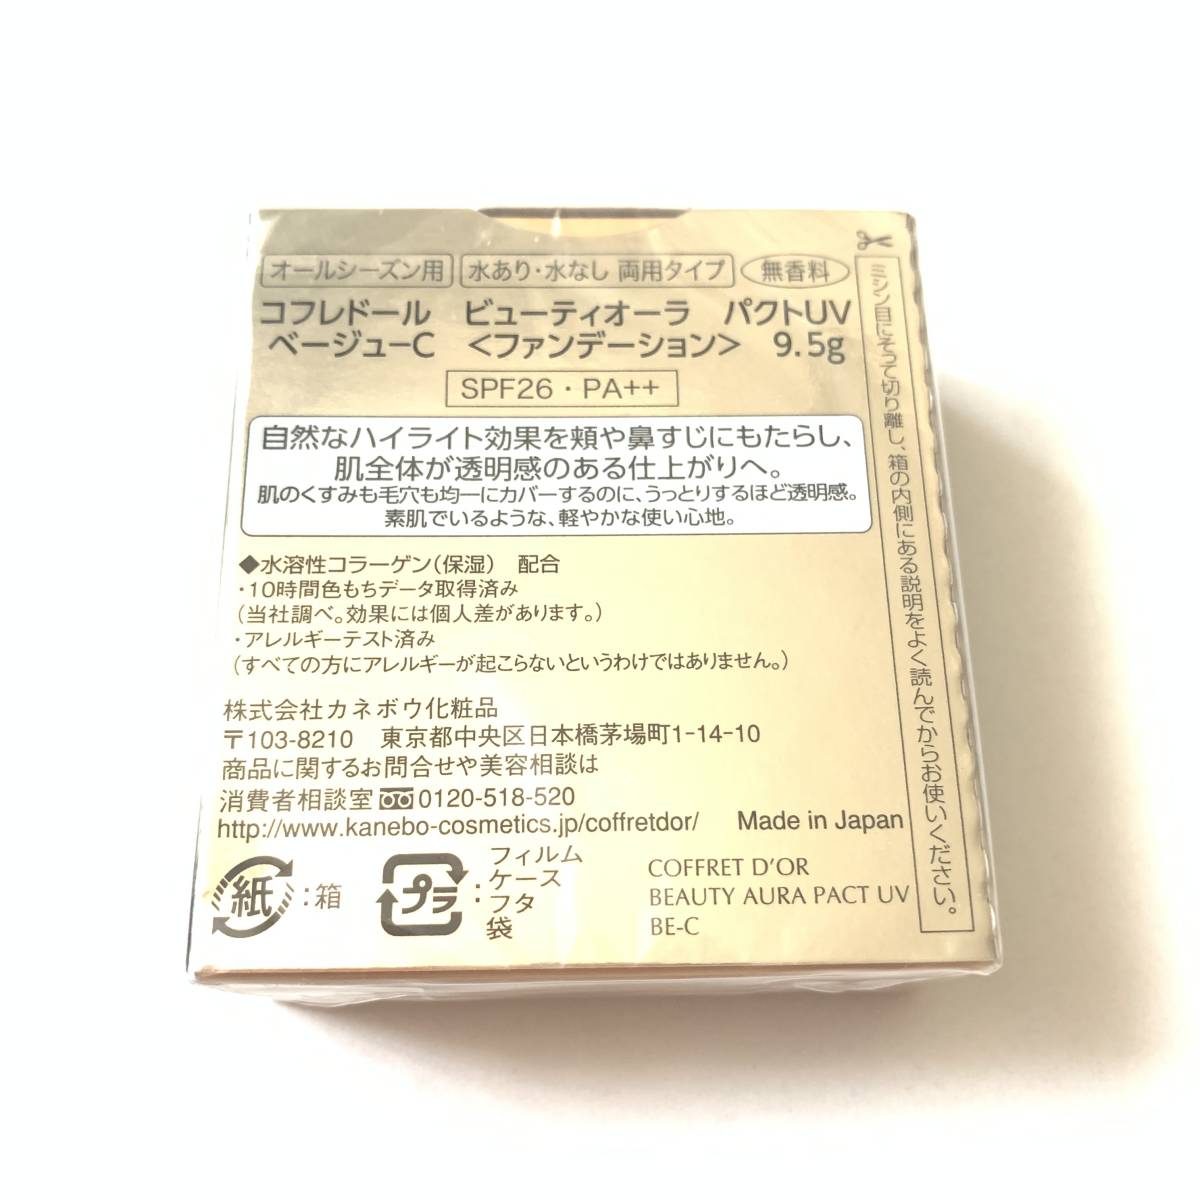 オールシーズン用 水あり・水なし 両用タイプ 無香料
コフレドール ビューティオーラ パクトUV
ベージュ−C <ファンデーション> 9.5g
SPF26・PA++
自然なハイライト効果を頬や鼻すじにもたらし、
肌全体が透明感のある仕上がりへ。
肌のくすみも毛穴も均一にカバーするのに、うっとりするほど透明感。
素肌でいるような、軽やかな使い心地。
◆水溶性コラーゲン(保湿) 配合
・10時間色もちデータ取得済み
(当社調べ。効果には個人差があります。)
・アレルギーテスト済み
(すべての方にアレルギーが起こらないというわけではありません。)
株式会社カネボウ化粧品
〒103-8210 東京都中央区日本橋茅場町1-14-10
商品に関するお問合せや美容相談は
消費者相談室 0120-518-520
http://www.kanebo-cosmetics.jp/coffretdor/ Made in Japan
紙:箱
プラ:フィルム
ケース
フタ
袋
COFFRET D'OR
BEAUTY AURA PACT UV
BE-C
ミシン目にそって切り離し、箱の内側にある説明をよく読んでからお使いください。